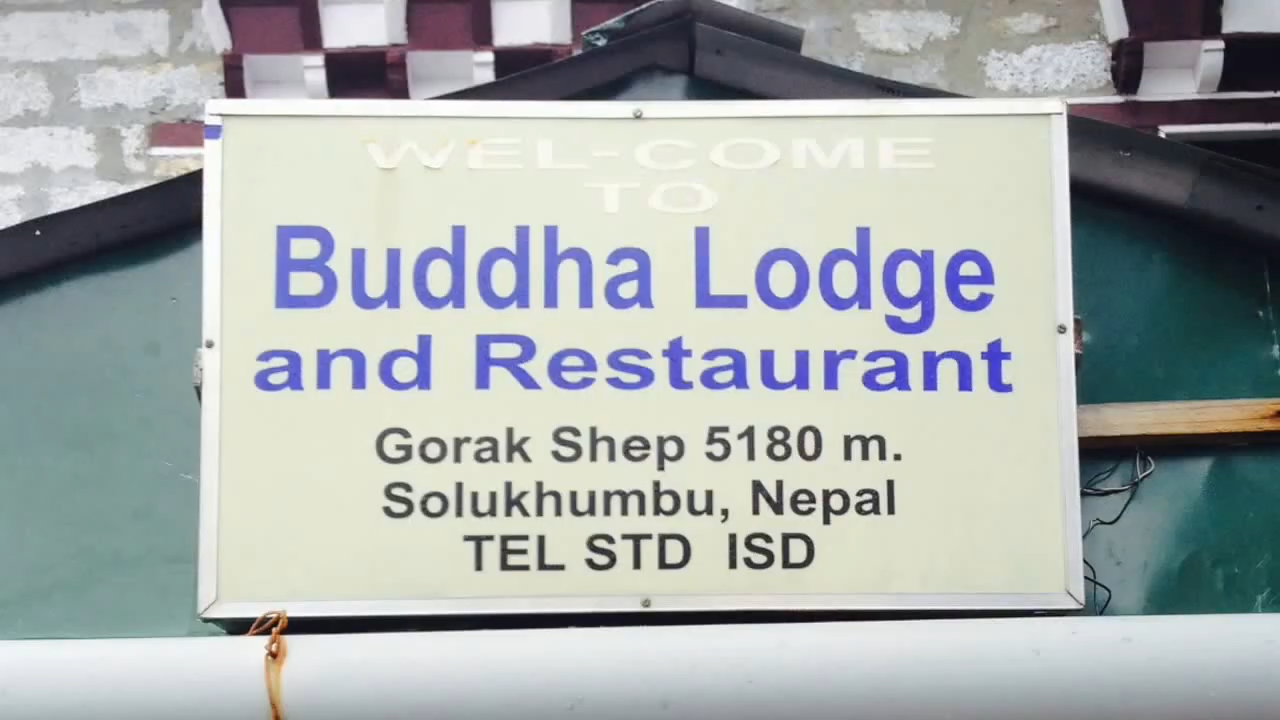 WEL-COME
TO
Buddha Lodge
and Restaurant
Gorak Shep 5180 m.
Solukhumbu, Nepal
TEL STD ISD